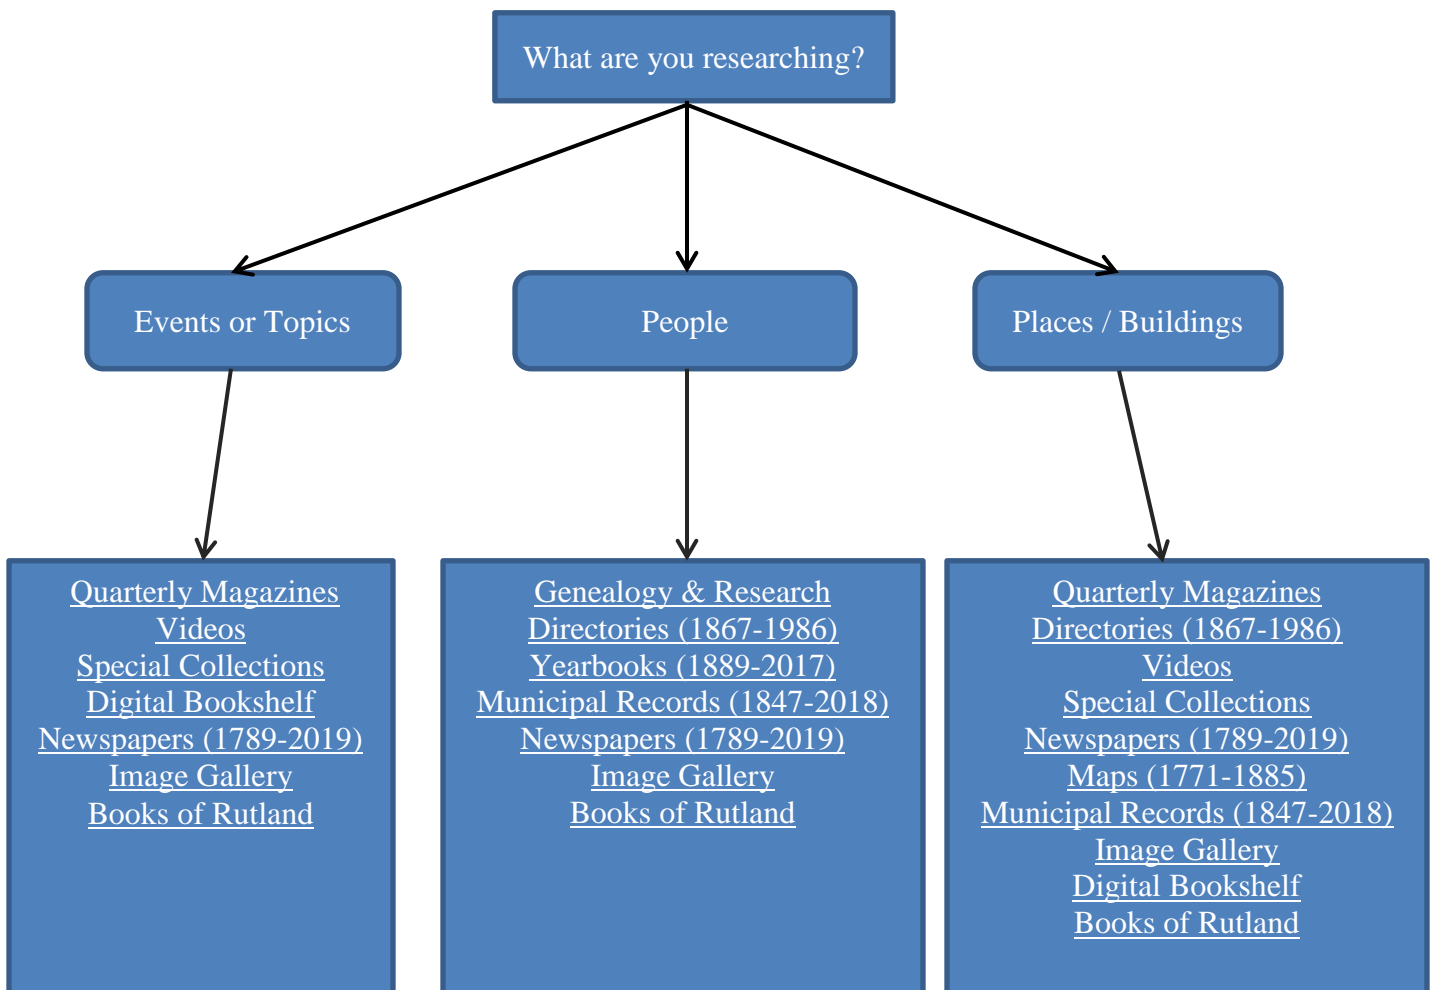 What are you researching?
Events or Topics
People
Places / Buildings
Quarterly Magazines
Videos
Special Collections
Digital Bookshelf
Newspapers (1789-2019)
Image Gallery
Books of Rutland
Genealogy & Research
Directories (1867-1986)
Yearbooks (1889-2017)
Municipal Records (1847-2018)
Newspapers (1789-2019)
Image Gallery
Books of Rutland
Quarterly Magazines
Directories (1867-1986)
Videos
Special Collections
Newspapers (1789-2019)
Maps (1771-1885)
Municipal Records (1847-2018)
Image Gallery
Digital Bookshelf
Books of Rutland